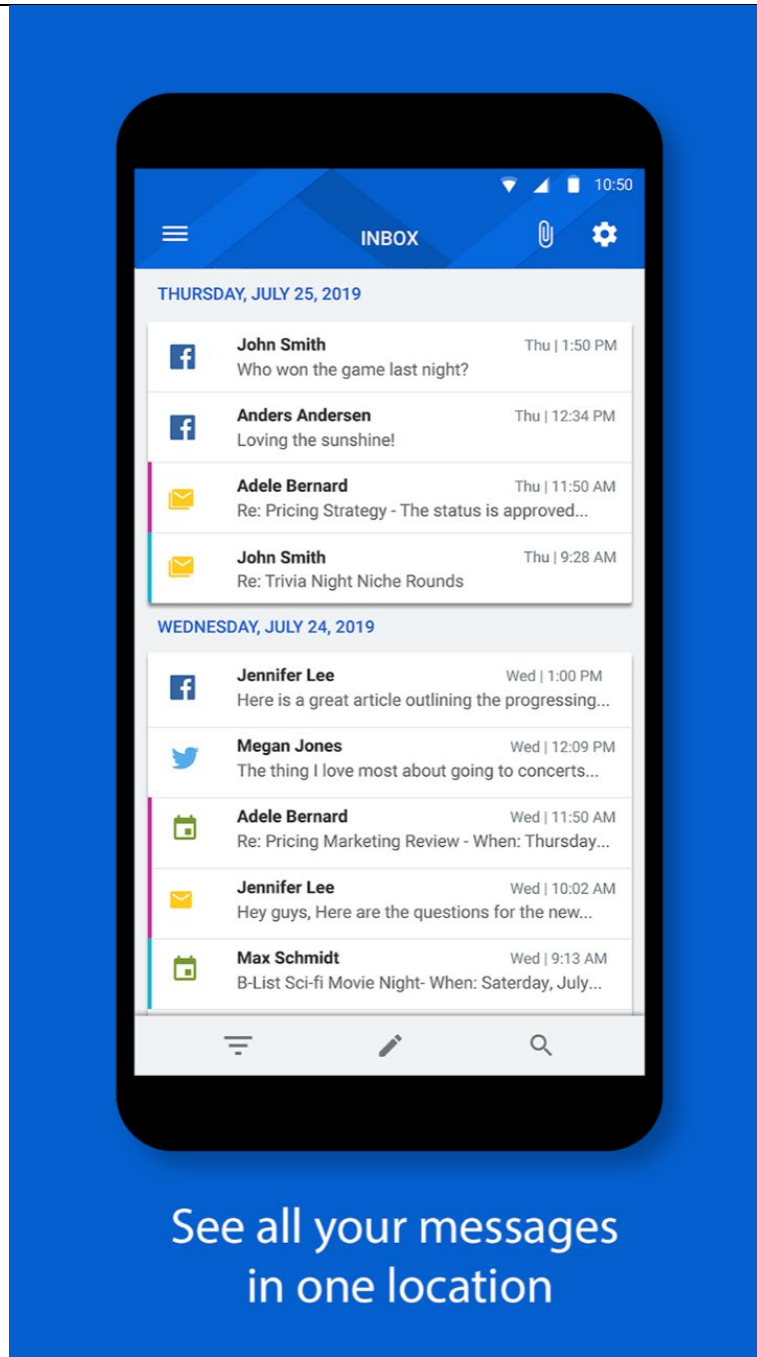 10:50
INBOX
THURSDAY, JULY 25, 2019
John Smith Thu | 1:50 PM
Who won the game last night?
Anders Andersen Thu | 12:34 PM
Loving the sunshine!
Adele Bernard Thu | 11:50 AM
Re: Pricing Strategy - The status is approved...
John Smith Thu | 9:28 AM
Re: Trivia Night Niche Rounds
WEDNESDAY, JULY 24, 2019
Jennifer Lee Wed | 1:00 PM
Here is a great article outlining the progressing...
Megan Jones Wed | 12:09 PM
The thing I love most about going to concerts...
Adele Bernard Wed | 11:50 AM
Re: Pricing Marketing Review - When: Thursday...
Jennifer Lee Wed | 10:02 AM
Hey guys, Here are the questions for the new...
Max Schmidt Wed | 9:13 AM
B-List Sci-fi Movie Night- When: Saterday, July...
See all your messages
in one location